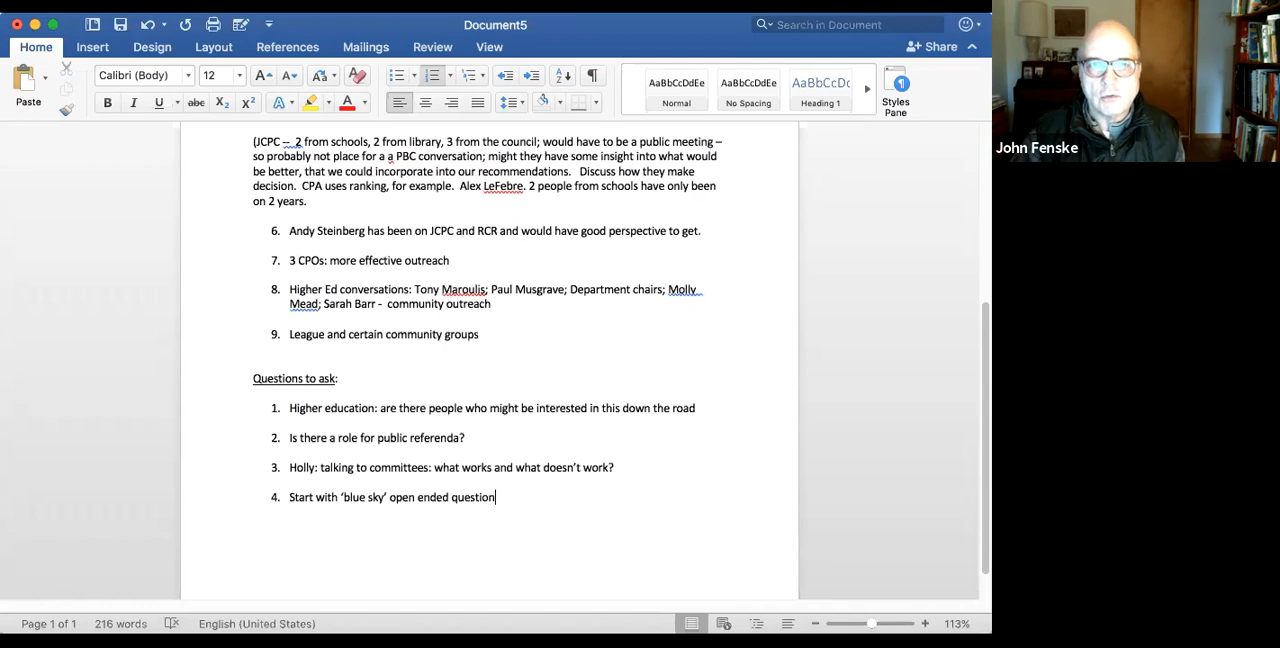 Document5
Search in Document
Home Insert Design Layout References Mailings Review View Share
Paste
Calibri (Body) 12
AaBbCcDdEe AaBbCcDdEe AaBbCcDc
Normal No Spacing Heading 1
Styles
Pane
John Fenske
(JCPC – 2 from schools, 2 from library, 3 from the council; would have to be a public meeting –
so probably not place for a a PBC conversation; might they have some insight into what would
be better, that we could incorporate into our recommendations. Discuss how they make
decision. CPA uses ranking, for example. Alex LeFebre. 2 people from schools have only been
on 2 years.
6. Andy Steinberg has been on JCPC and RCR and would have good perspective to get.
7. 3 CPOs: more effective outreach
8. Higher Ed conversations: Tony Maroulis; Paul Musgrave; Department chairs; Molly
Mead; Sarah Barr - community outreach
9. League and certain community groups
Questions to ask:
1. Higher education: are there people who might be interested in this down the road
2. Is there a role for public referenda?
3. Holly: talking to committees: what works and what doesn’t work?
4. Start with ‘blue sky’ open ended question
Page 1 of 1 216 words English (United States) 113%